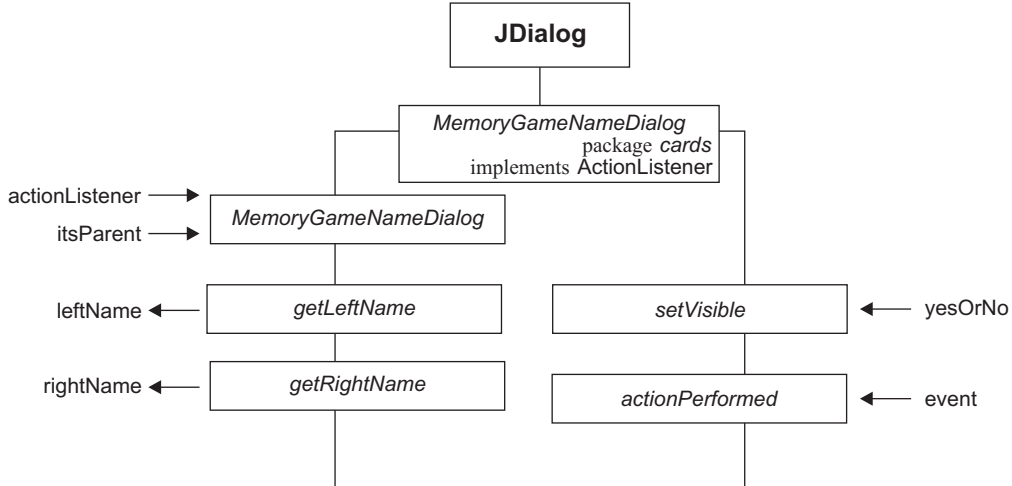 JDialog
MemoryGameNameDialog
package cards
implements ActionListener
actionListener
itsParent
MemoryGameNameDialog
leftName
getLeftName
setVisible
yesOrNo
rightName
getRightName
actionPerformed
event